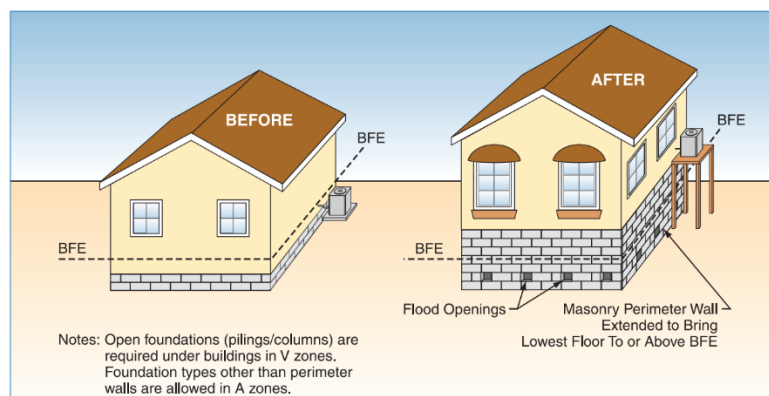 BEFORE
BFE
BFE
AFTER
BFE
BFE
Flood Openings
Masonry Perimeter Wall
Extended to Bring
Lowest Floor To or Above BFE
Notes: Open foundations (pilings/columns) are
required under buildings in V zones.
Foundation types other than perimeter
walls are allowed in A zones.